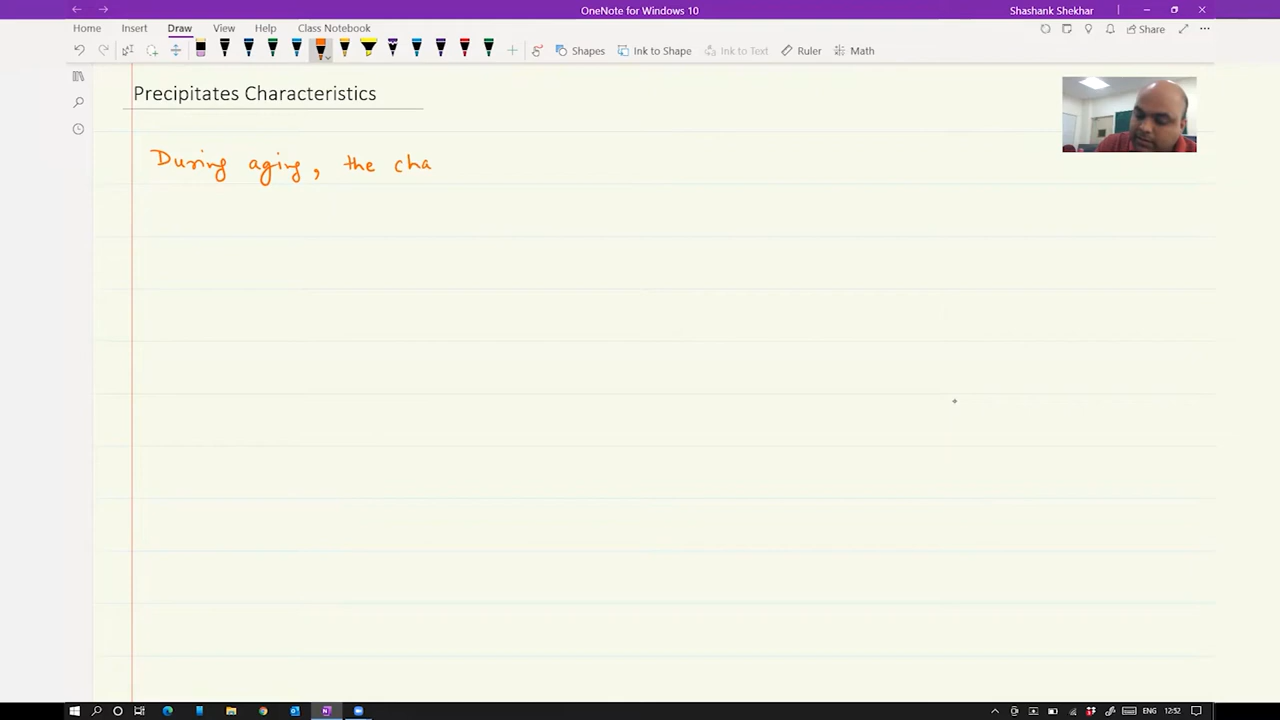 OneNote for Windows 10
Shashank Shekhar
Home Insert Draw View Help Class Notebook
Share
Shapes Ink to Shape Ink to Text Ruler Math
Precipitates Characteristics
During aging, the cha
ENG 12:52